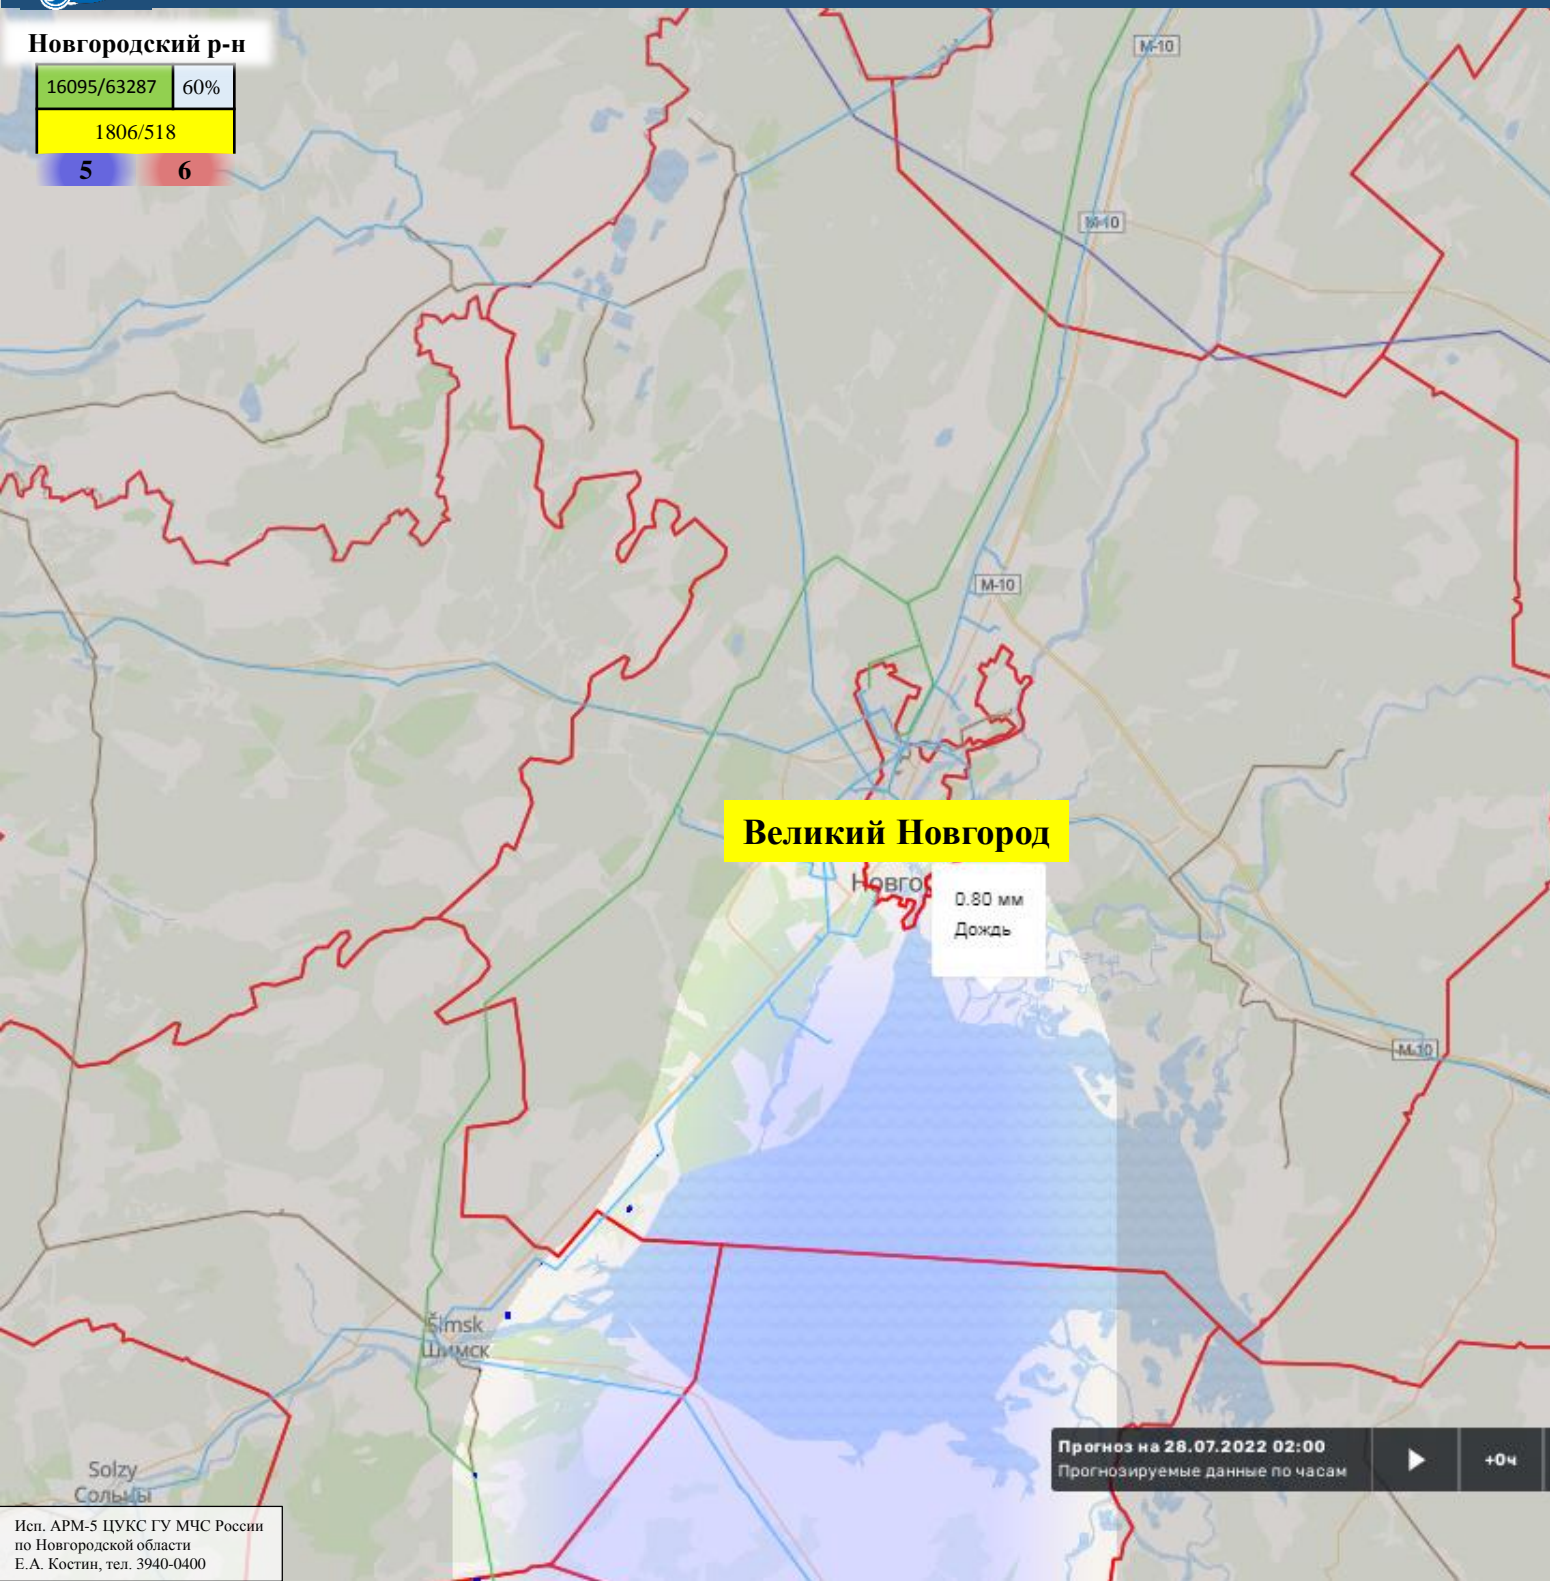 Новгородский р-н
16095/63287 60%
1806/518
5 6
М-10
М-10
М-10
Великий Новгород
Новго
0.80 мм
Дождь
М-10
Šimsk
Шимск
Прогноз на 28.07.2022 02:00
Прогнозируемые данные по часам
+0ч
Solzy
Сольцы
Исп. АРМ-5 ЦУКС ГУ МЧС России
по Новгородской области
Е.А. Костин, тел. 3940-0400